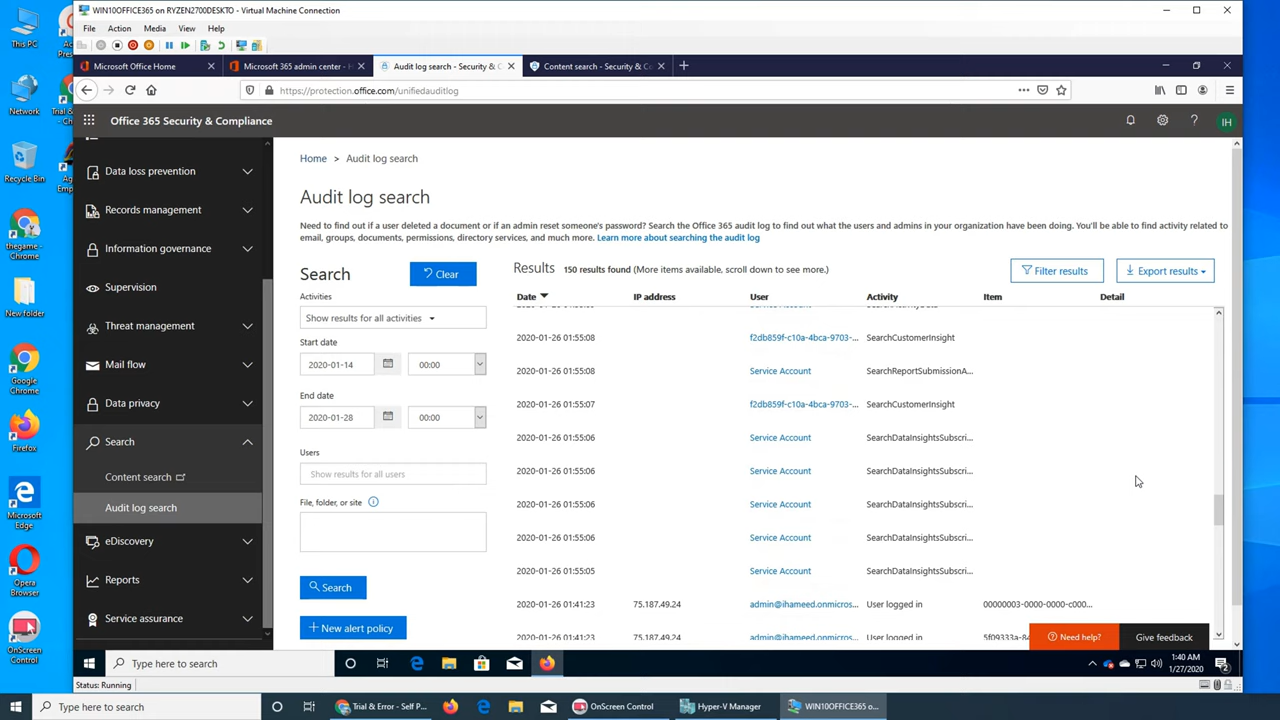 This PC
Network
Recycle Bin
thegame -
Chrome
New folder
Google
Chrome
Firefox
Microsoft
Edge
Opera
Browser
OnScreen
Control
WIN10OFFICE365 on RYZEN2700DESKTO - Virtual Machine Connection
File Action Media View Help
Microsoft Office Home
Microsoft 365 admin center - H
Audit log search - Security & C
Content search - Security & Co
https://protection.office.com/unifiedauditlog
Office 365 Security & Compliance
IH
Data loss prevention
Records management
Information governance
Supervision
Threat management
Mail flow
Data privacy
Search
Content search
Audit log search
eDiscovery
Reports
Service assurance
Home > Audit log search
Audit log search
Need to find out if a user deleted a document or if an admin reset someone's password? Search the Office 365 audit log to find out what the users and admins in your organization have been doing. You'll be able to find activity related to
email, groups, documents, permissions, directory services, and much more. Learn more about searching the audit log
Search
Clear
Activities
Show results for all activities
Start date
2020-01-14 00:00
End date
2020-01-28 00:00
Users
Show results for all users
File, folder, or site
Search
New alert policy
Results 150 results found (More items available, scroll down to see more.)
Filter results
Export results
Date IP address User Activity Item Detail
2020-01-26 01:55:08 f2db859f-c10a-4bca-9703-... SearchCustomerInsight
2020-01-26 01:55:08 Service Account SearchReportSubmissionA...
2020-01-26 01:55:07 f2db859f-c10a-4bca-9703-... SearchCustomerInsight
2020-01-26 01:55:06 Service Account SearchDataInsightsSubscri...
2020-01-26 01:55:06 Service Account SearchDataInsightsSubscri...
2020-01-26 01:55:06 Service Account SearchDataInsightsSubscri...
2020-01-26 01:55:06 Service Account SearchDataInsightsSubscri...
2020-01-26 01:55:05 Service Account SearchDataInsightsSubscri...
2020-01-26 01:41:23 75.187.49.24 admin@ihameed.onmicros... User logged in 00000003-0000-0000-c000...
2020-01-26 01:41:23 75.187.49.24 admin@ihameed.onmicros... User logged in
Need help?
Give feedback
Type here to search
1:40 AM
1/27/2020
2
Status: Running
Type here to search
Trial & Error - Self P...
OnScreen Control
Hyper-V Manager
WIN10OFFICE365 o...